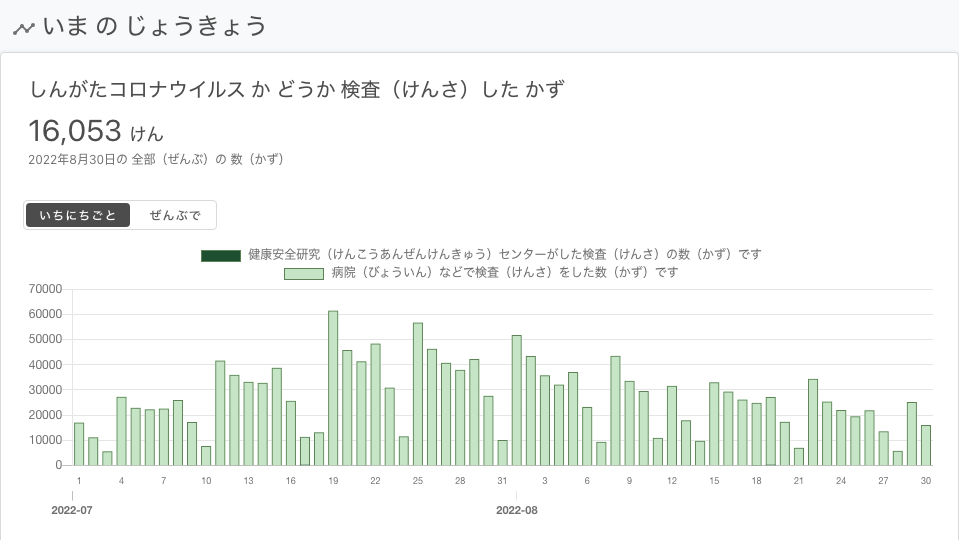 いま の じょうきょう
しんがたコロナウイルス か どうか 検査（けんさ）した かず
16,053 けん
2022年8月30日の 全部（ぜんぶ）の 数（かず）
いちにちごと ぜんぶで
健康安全研究（けんこうあんぜんけんきゅう）センターがした検査（けんさ）の数（かず）です
病院（びょういん）などで検査（けんさ）をした数（かず）です
70000
60000
50000
40000
30000
20000
10000
0
1 4 7 10 13 16 19 22 25 28 31 3 6 9 12 15 18 21 24 27 30
2022-07 2022-08